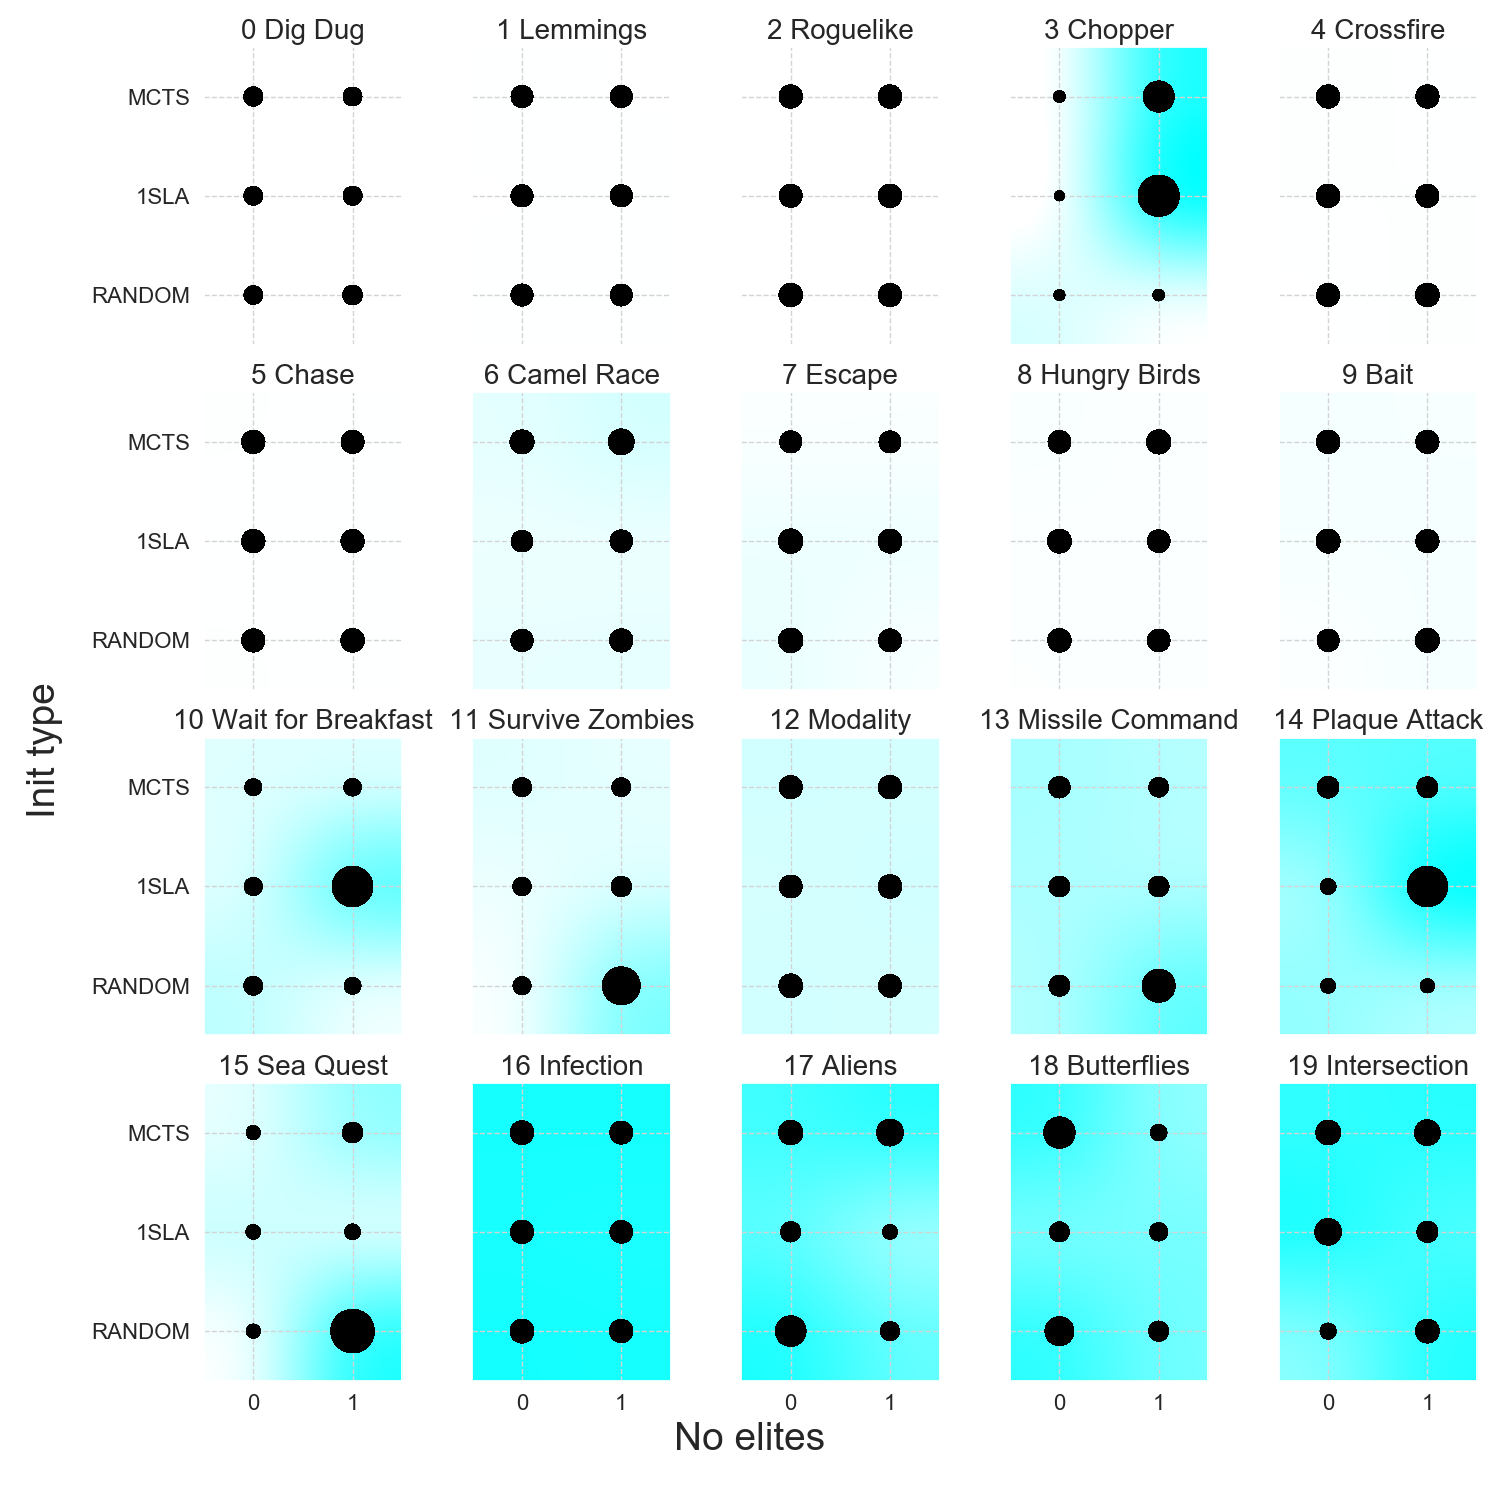 0 Dig Dug 1 Lemmings 2 Roguelike 3 Chopper 4 Crossfire
MCTS
1SLA
RANDOM
5 Chase 6 Camel Race 7 Escape 8 Hungry Birds 9 Bait
MCTS
1SLA
RANDOM
Init type
10 Wait for Breakfast 11 Survive Zombies 12 Modality 13 Missile Command 14 Plaque Attack
MCTS
1SLA
RANDOM
15 Sea Quest 16 Infection 17 Aliens 18 Butterflies 19 Intersection
MCTS
1SLA
RANDOM
0 1 0 1 0 1 0 1 0 1
No elites